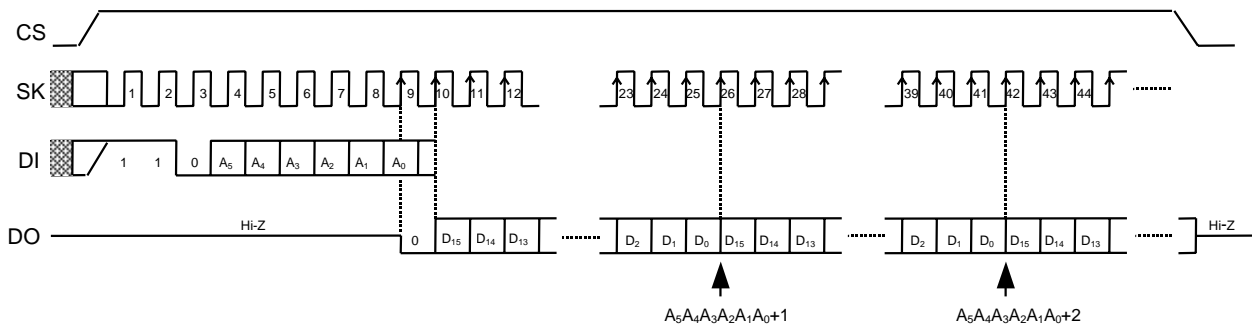 CS
SK 1 2 3 4 5 6 7 8 9 10 11 12 23 24 25 26 27 28 39 40 41 42 43 44
DI 1 1 0 A5 A4 A3 A2 A1 A0
DO Hi-Z 0 D15 D14 D13 D2 D1 D0 D15 D14 D13 D2 D1 D0 D15 D14 D13 Hi-Z
A5A4A3A2A1A0+1 A5A4A3A2A1A0+2